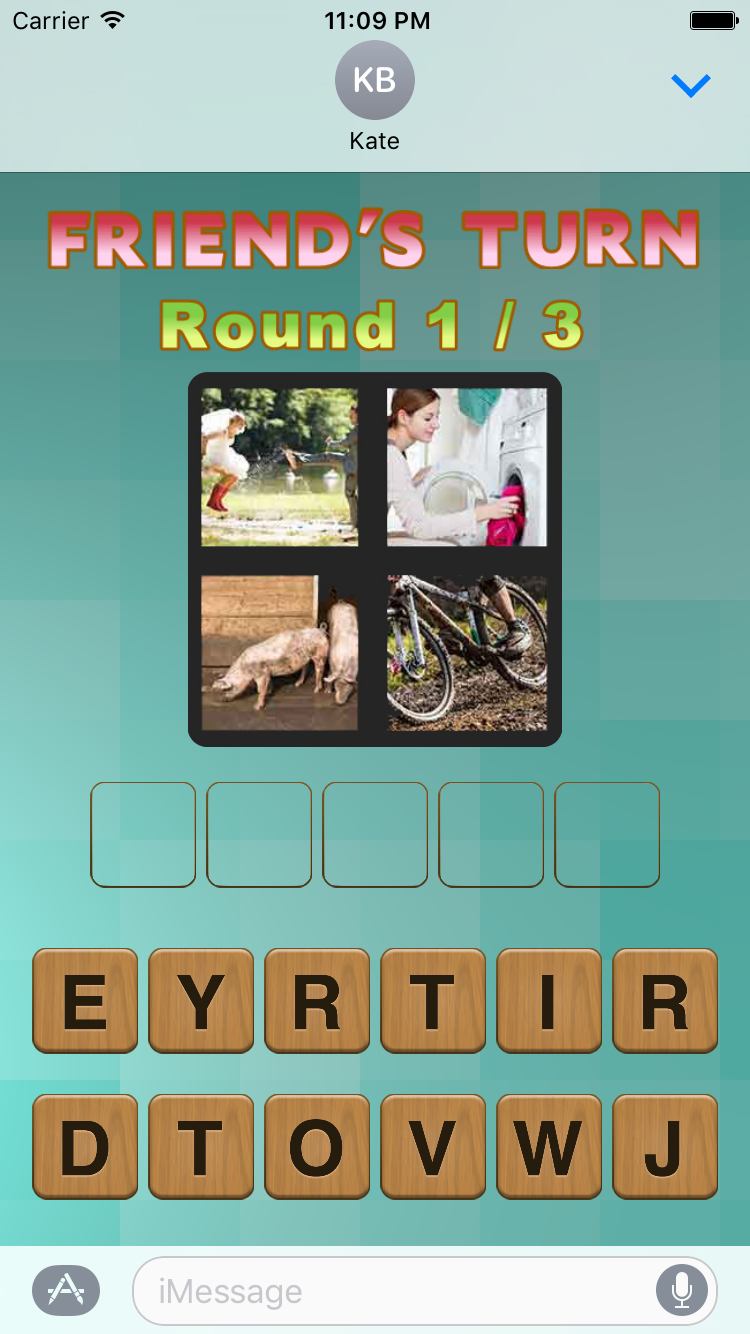 Carrier 11:09 PM
KB
Kate
FRIEND'S TURN
Round 1 / 3
E Y R T I R
D T O V W J
iMessage